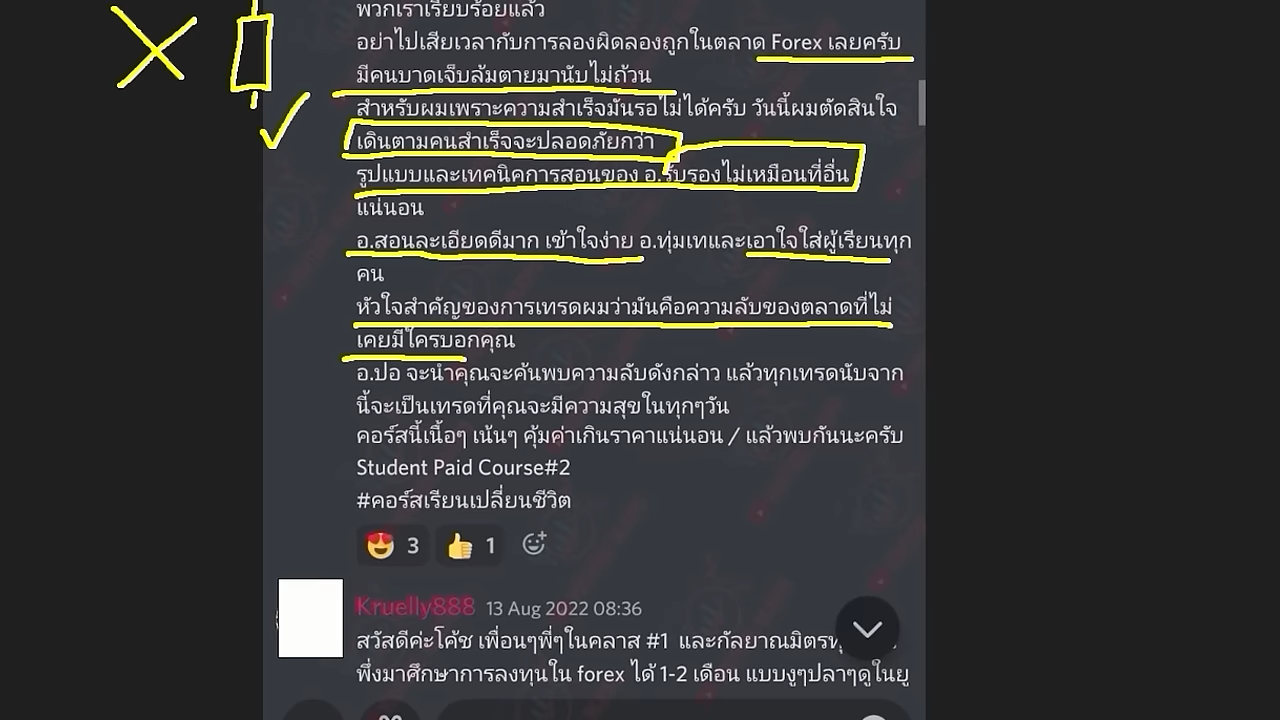 พวกเราเรียบร้อยแล้ว
อย่าไปเสียเวลากับการลองผิดลองถูกในตลาด Forex เลยครับ
มีคนบาดเจ็บล้มตายมานับไม่ถ้วน
สำหรับผมเพราะความสำเร็จมันรอไม่ได้ครับ วันนี้ผมตัดสินใจ
เดินตามคนสำเร็จจะปลอดภัยกว่า
รูปแบบและเทคนิคการสอนของ อ.รับรองไม่เหมือนที่อื่น
แน่นอน
อ.สอนละเอียดดีมาก เข้าใจง่าย อ.ทุ่มเทและเอาใจใส่ผู้เรียนทุก
คน
หัวใจสำคัญของการเทรดผมว่ามันคือความลับของตลาดที่ไม่
เคยมีใครบอกคุณ
อ.ปอ จะนำคุณจะค้นพบความลับดังกล่าว แล้วทุกเทรดนับจาก
นี้จะเป็นเทรดที่คุณจะมีความสุขในทุกๆวัน
คอร์สนี้เนื้อๆ เน้นๆ คุ้มค่าเกินราคาแน่นอน / แล้วพบกันนะครับ
Student Paid Course#2
#คอร์สเรียนเปลี่ยนชีวิต
3 1
Kruelly888 13 Aug 2022 08:36
สวัสดีค่ะโค้ช เพื่อนๆพี่ๆในคลาส #1 และกัลยาณมิตร
พึ่งมาศึกษาการลงทุนใน forex ได้ 1-2 เดือน แบบงูๆปลาๆดูในยู